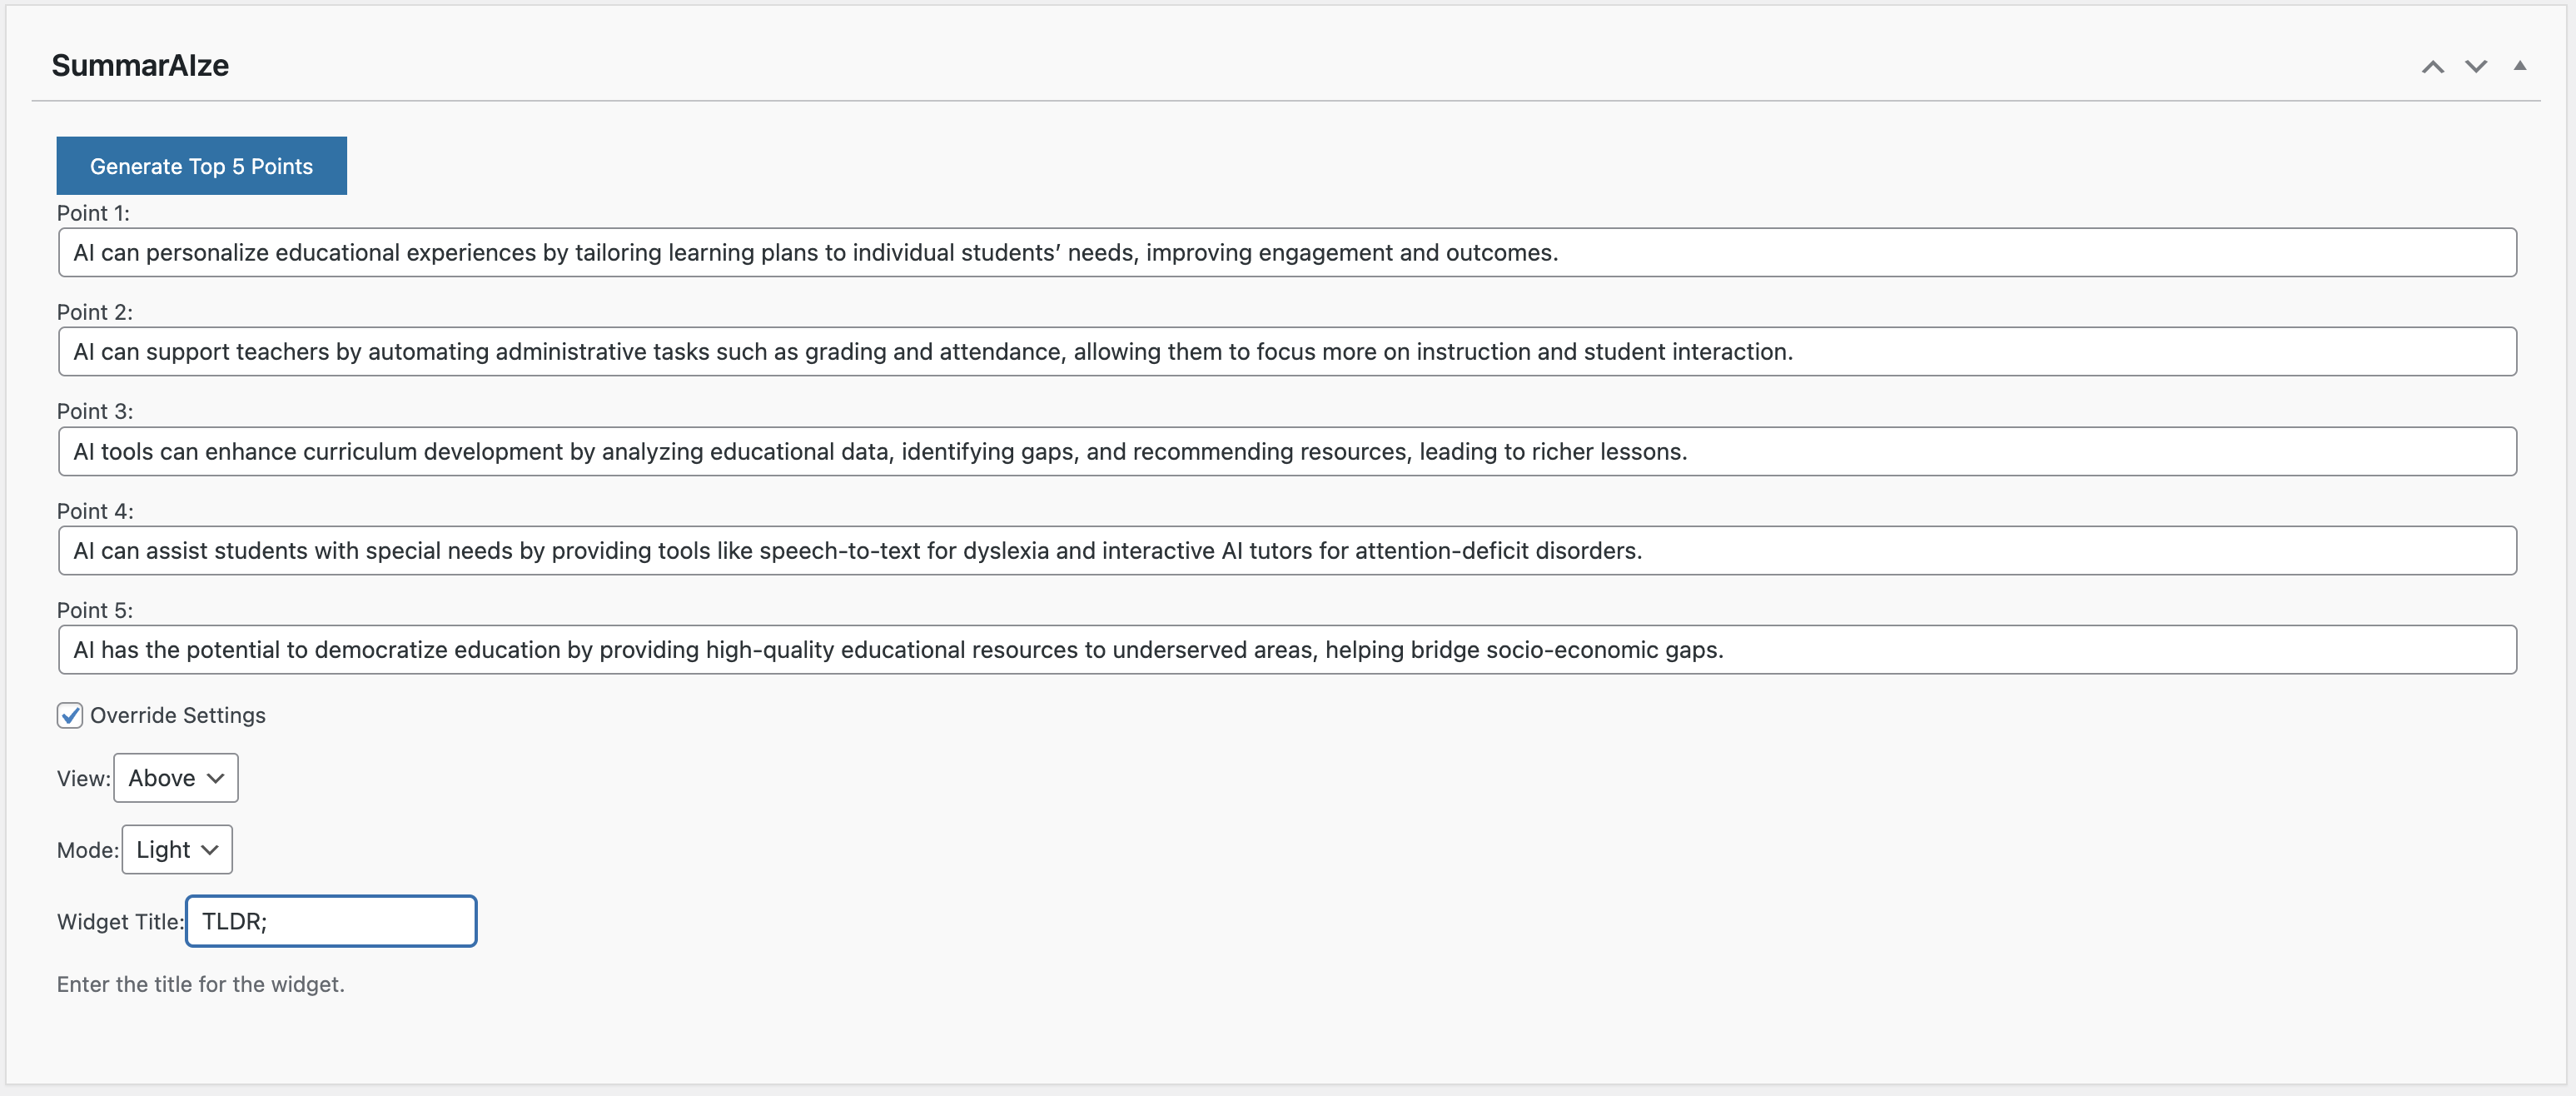 SummarAIze
Generate Top 5 Points
Point 1:
AI can personalize educational experiences by tailoring learning plans to individual students’ needs, improving engagement and outcomes.
Point 2:
AI can support teachers by automating administrative tasks such as grading and attendance, allowing them to focus more on instruction and student interaction.
Point 3:
AI tools can enhance curriculum development by analyzing educational data, identifying gaps, and recommending resources, leading to richer lessons.
Point 4:
AI can assist students with special needs by providing tools like speech-to-text for dyslexia and interactive AI tutors for attention-deficit disorders.
Point 5:
AI has the potential to democratize education by providing high-quality educational resources to underserved areas, helping bridge socio-economic gaps.
Override Settings
View: Above
Mode: Light
Widget Title: TLDR;
Enter the title for the widget.